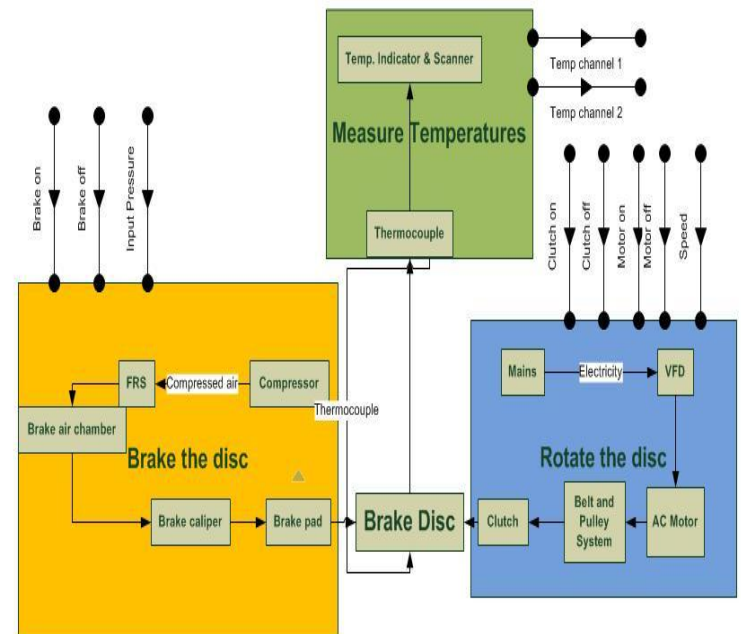 Temp. Indicator & Scanner
Measure Temperatures
Thermocouple
Temp channel 1
Temp channel 2
Brake on
Brake off
Input Pressure
Clutch on
Clutch off
Motor on
Motor off
Speed
FRS
Compressed air
Compressor
Brake air chamber
Brake the disc
Brake caliper
Brake pad
Thermocouple
Brake Disc
Mains
Electricity
VFD
Rotate the disc
Clutch
Belt and
Pulley
System
AC Motor